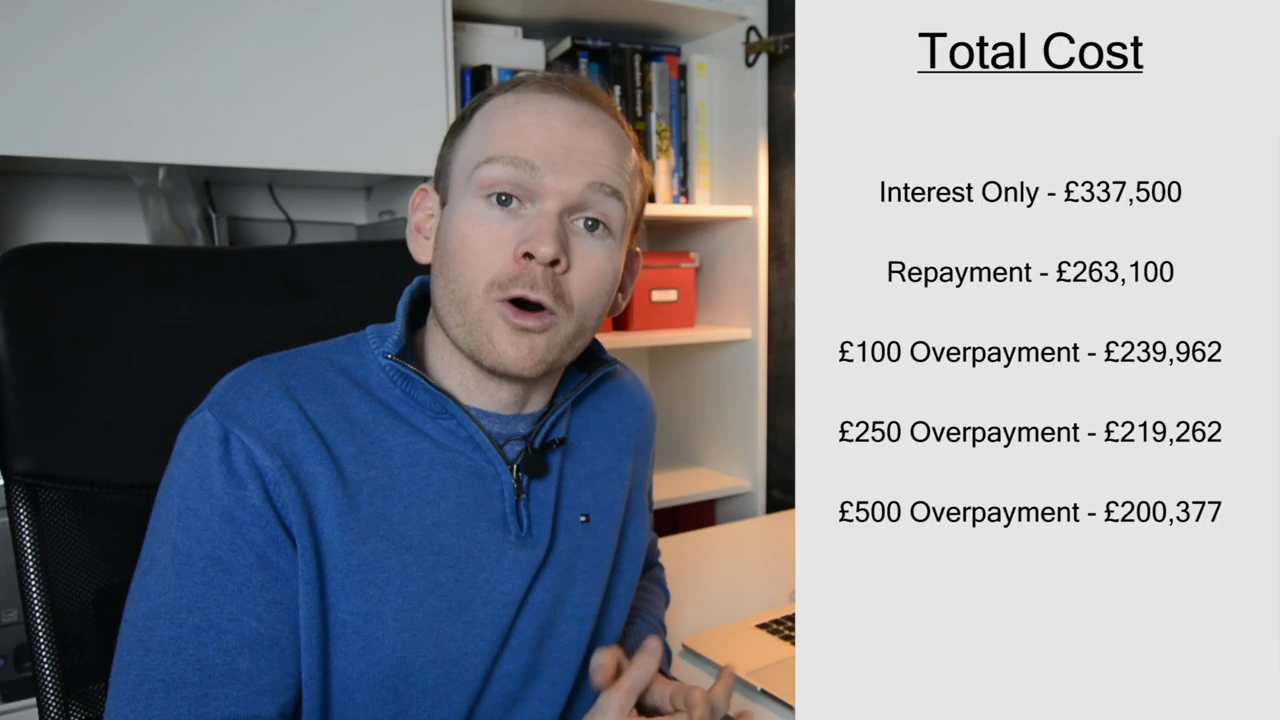 Total Cost
Interest Only - £337,500
Repayment - £263,100
£100 Overpayment - £239,962
£250 Overpayment - £219,262
£500 Overpayment - £200,377